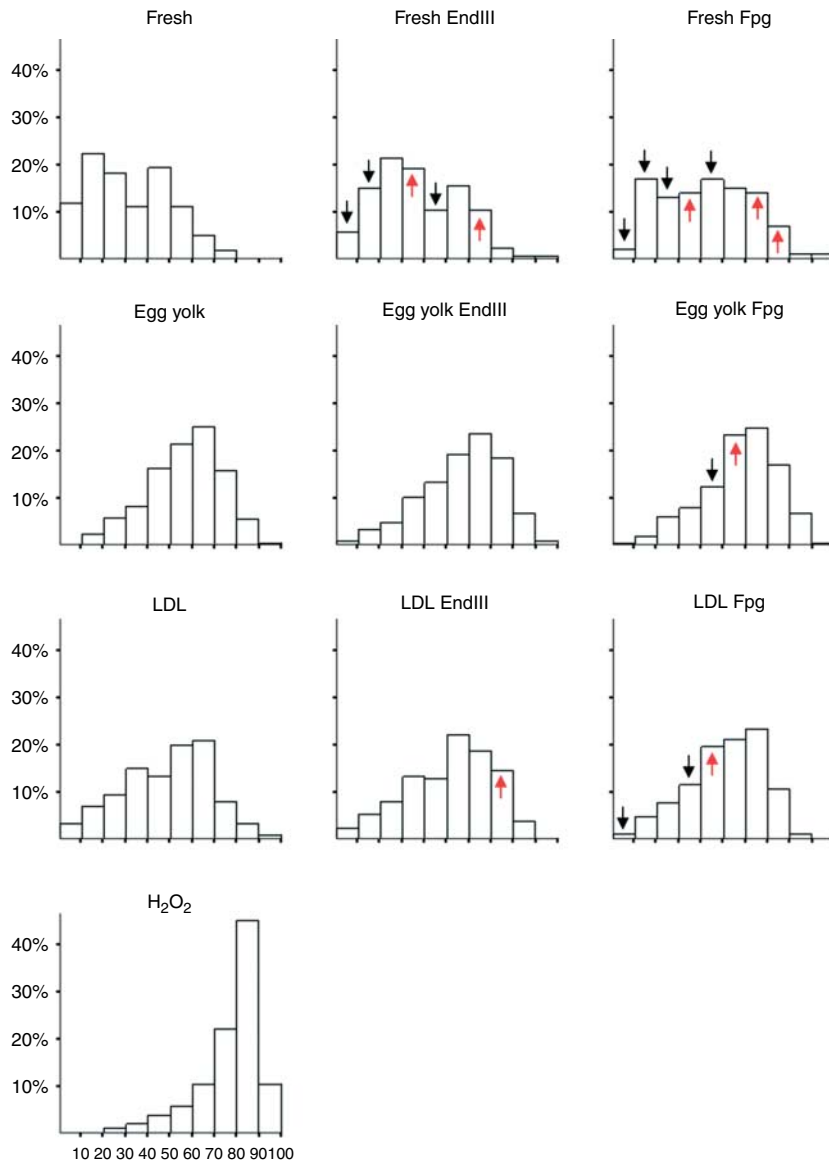 Fresh
Fresh EndIII
Fresh Fpg
40%
30%
20%
10%
Egg yolk
Egg yolk EndIII
Egg yolk Fpg
40%
30%
20%
10%
LDL
LDL EndIII
LDL Fpg
40%
30%
20%
10%
H₂O₂
40%
30%
20%
10%
10 20 30 40 50 60 70 80 90 100